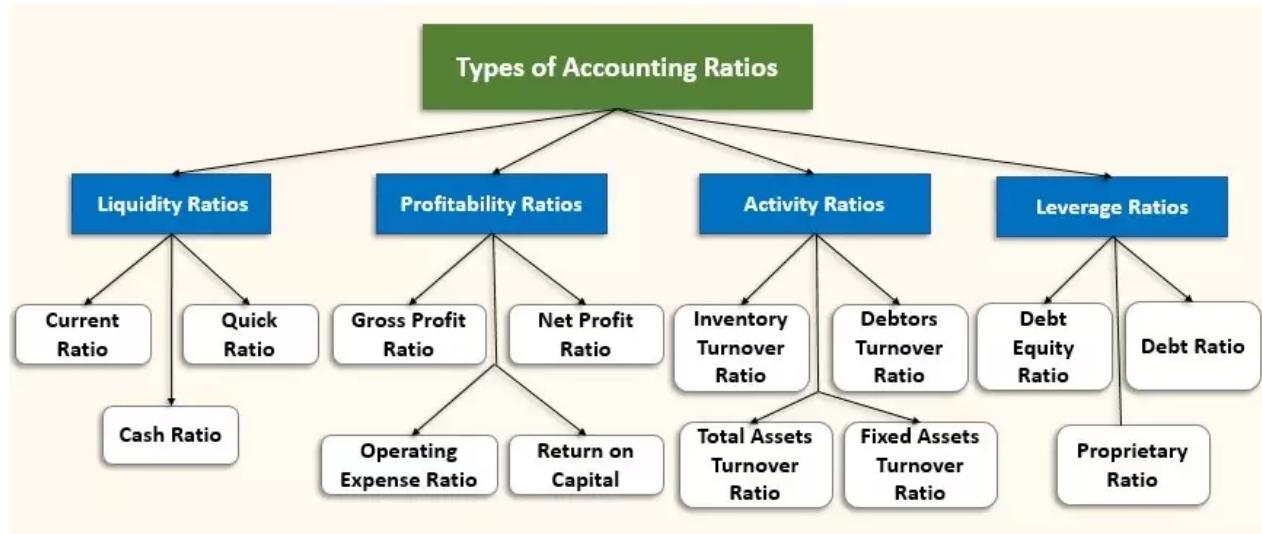 Types of Accounting Ratios
Liquidity Ratios
Profitability Ratios
Activity Ratios
Leverage Ratios
Current
Ratio
Quick
Ratio
Cash Ratio
Gross Profit
Ratio
Net Profit
Ratio
Operating
Expense Ratio
Return on
Capital
Inventory
Turnover
Ratio
Debtors
Turnover
Ratio
Total Assets
Turnover
Ratio
Fixed Assets
Turnover
Ratio
Debt
Equity
Ratio
Debt Ratio
Proprietary
Ratio